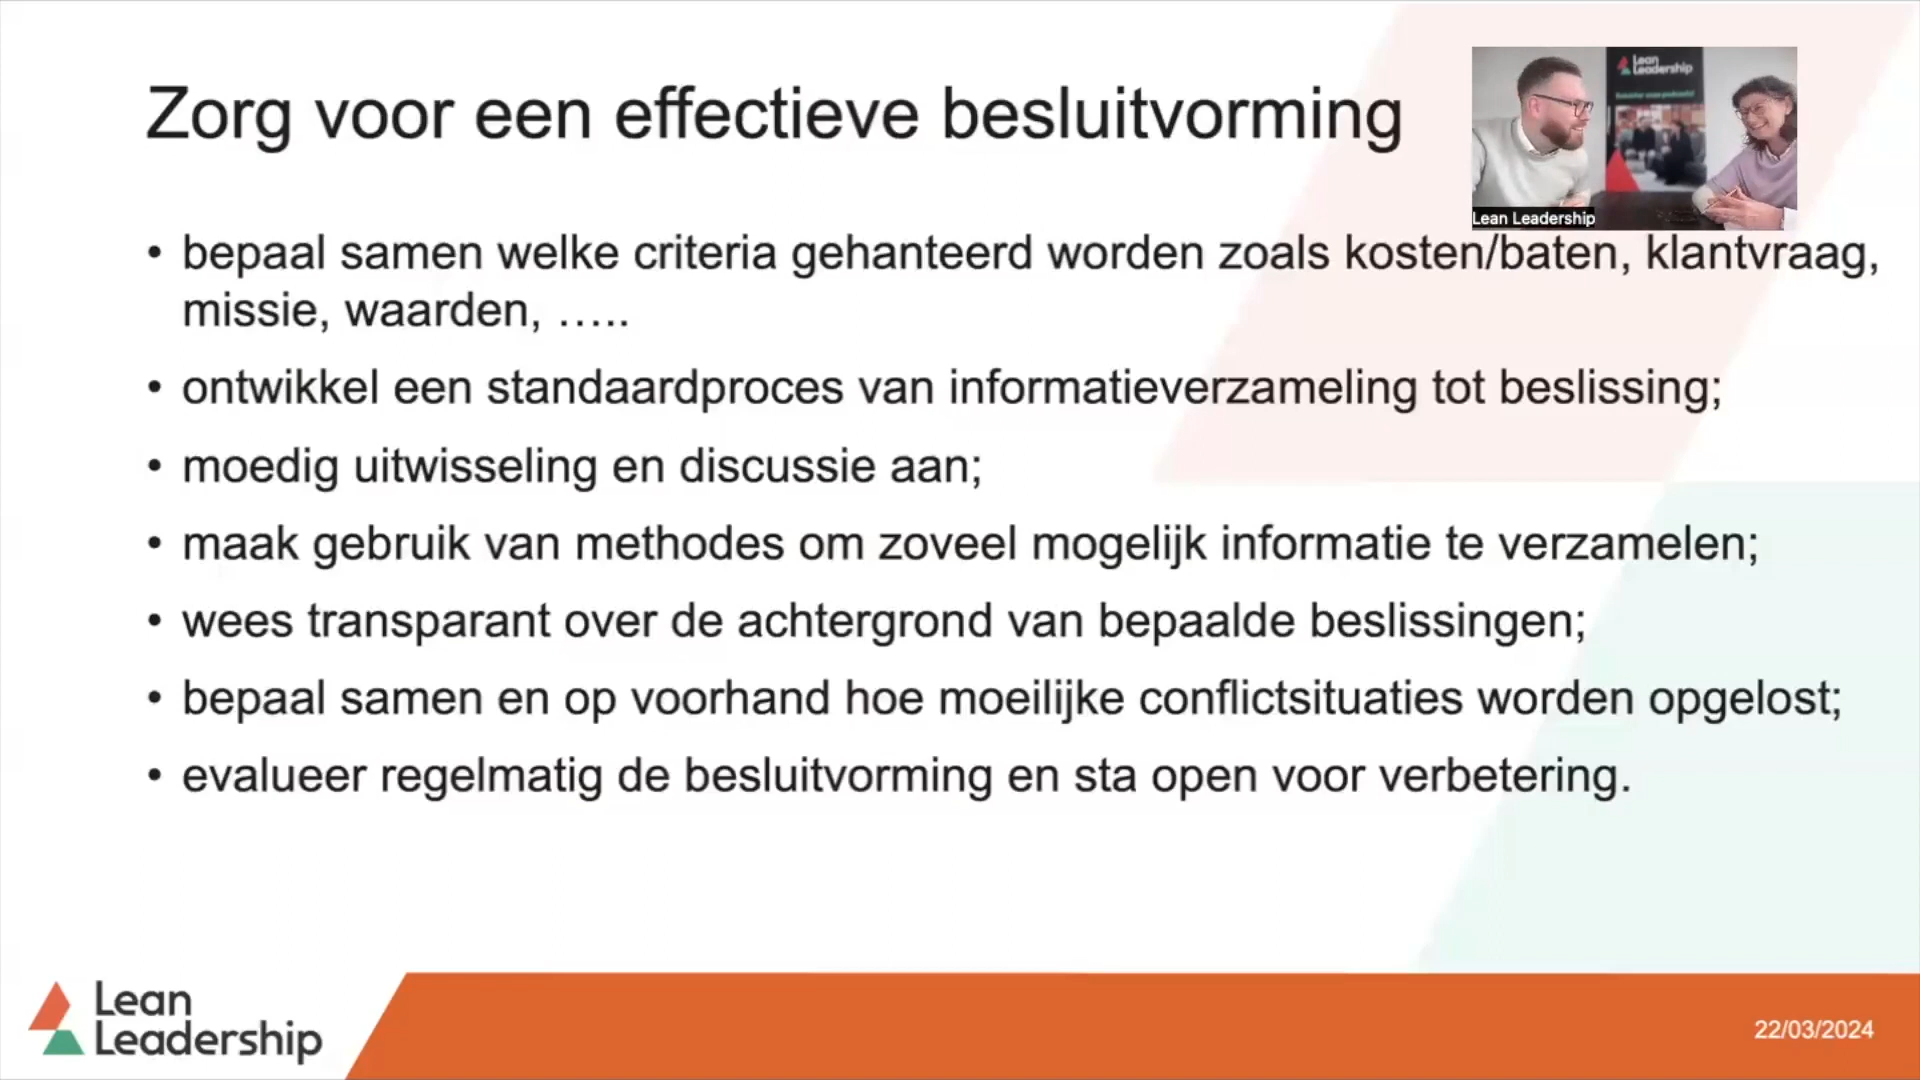 Zorg voor een effectieve besluitvorming
Lean
Leadership
Lean Leadership
• bepaal samen welke criteria gehanteerd worden zoals kosten/baten, klantvraag,
missie, waarden, …..
• ontwikkel een standaardproces van informatieverzameling tot beslissing;
• moedig uitwisseling en discussie aan;
• maak gebruik van methodes om zoveel mogelijk informatie te verzamelen;
• wees transparant over de achtergrond van bepaalde beslissingen;
• bepaal samen en op voorhand hoe moeilijke conflictsituaties worden opgelost;
• evalueer regelmatig de besluitvorming en sta open voor verbetering.
Lean
Leadership
22/03/2024